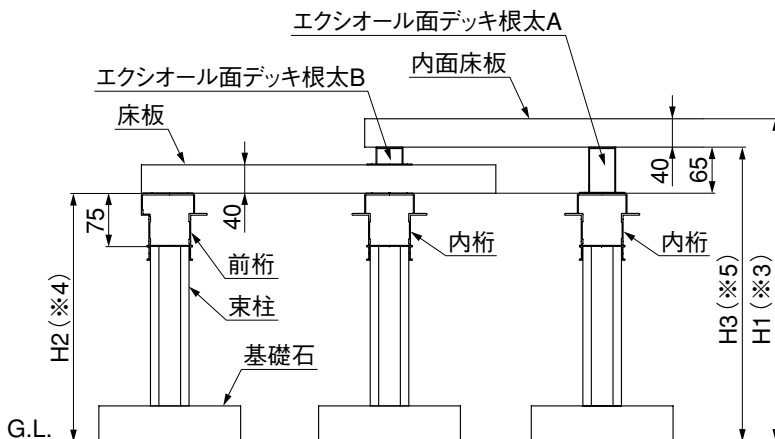 エクシオール面デッキ根太A
エクシオール面デッキ根太B
内面床板
床板
40
65
75
40
前桁
内桁
内桁
束柱
基礎石
H2(※4)
H3(※5)
H1(※3)
G.L.